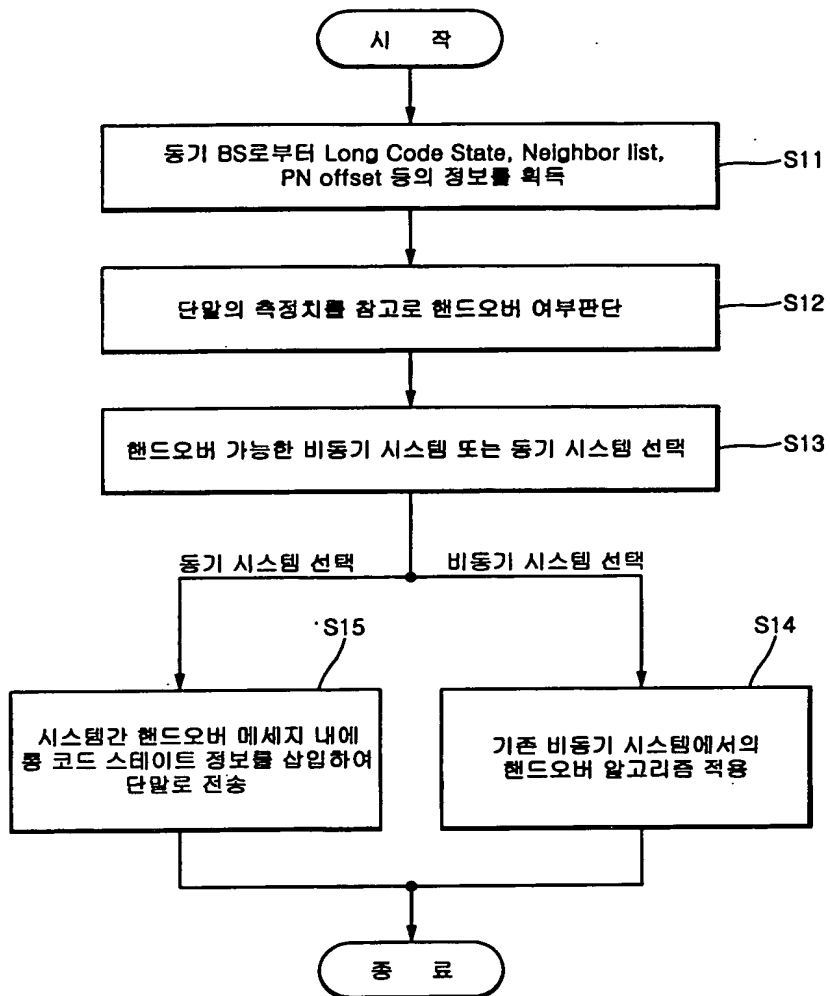 시 작
동기 BS로부터 Long Code State, Neighbor list,
PN offset 등의 정보를 획득
S11
단말의 측정치를 참고로 핸드오버 여부판단
S12
핸드오버 가능한 비동기 시스템 또는 동기 시스템 선택
S13
동기 시스템 선택
비동기 시스템 선택
S15
시스템간 핸드오버 메세지 내에
롱 코드 스테이트 정보를 삽입하여
단말로 전송
S14
기존 비동기 시스템에서의
핸드오버 알고리즘 적용
종 료